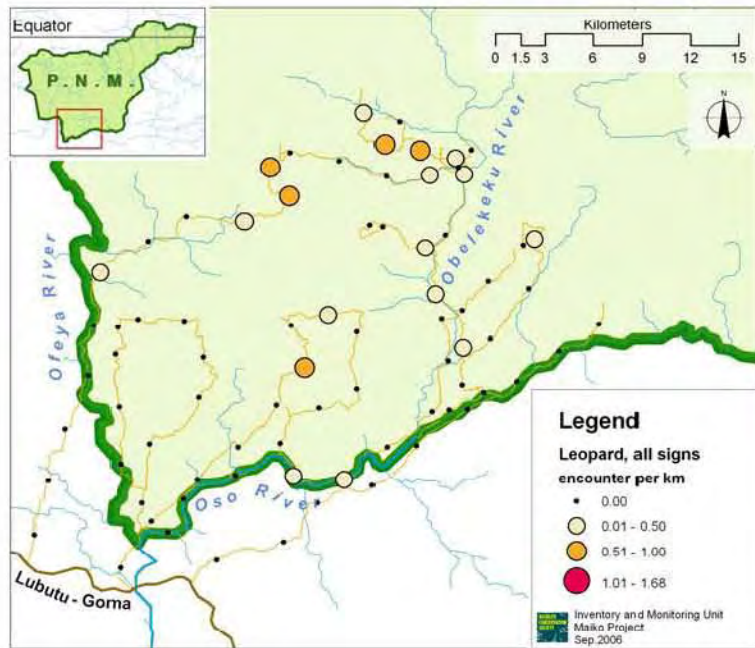 Equator
P.N.M.
Kilometers
0 1.5 3 6 9 12 15
N
Ofeya River
Obelekeku River
Oso River
Lubutu-Goma
Legend
Leopard, all signs
encounter per km
0.00
0.01 - 0.50
0.51 - 1.00
1.01 - 1.68
Inventory and Monitoring Unit
Maiko Project
Sep.2006